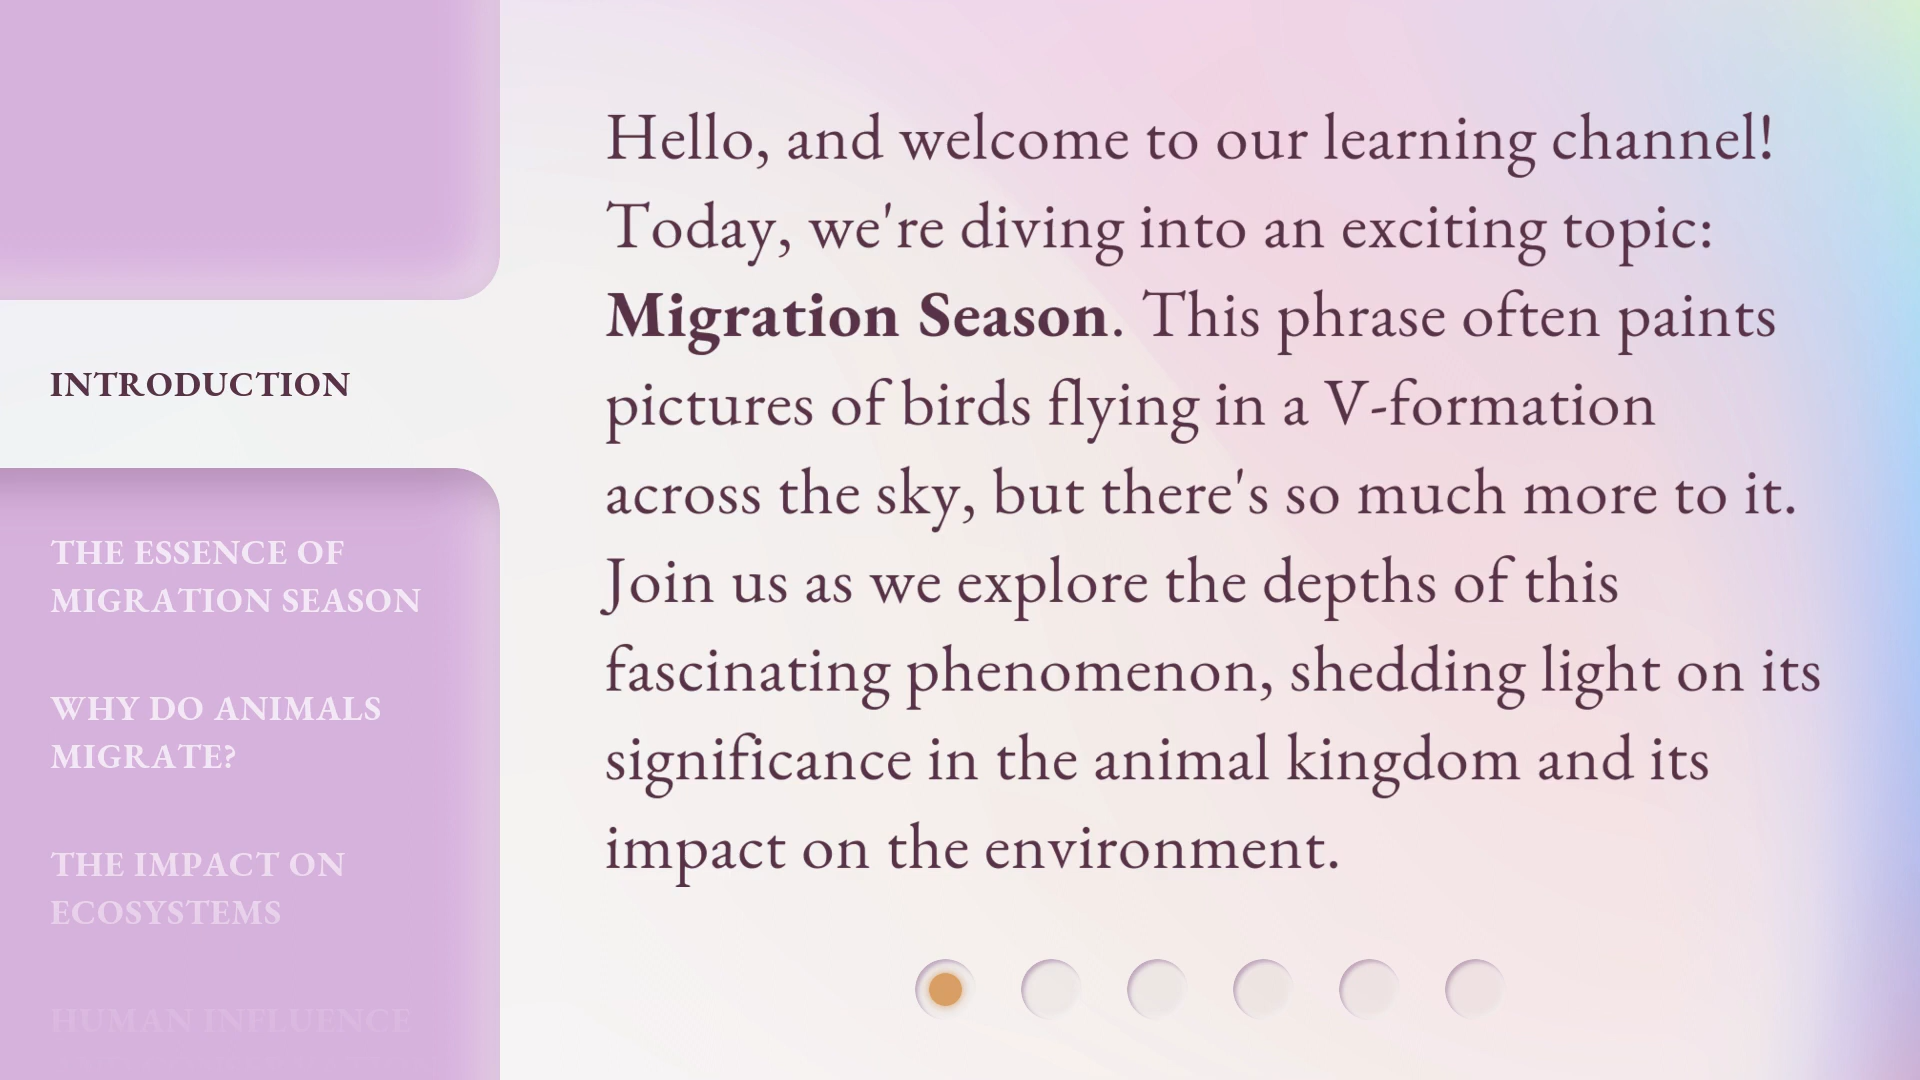 INTRODUCTION
THE ESSENCE OF
MIGRATION SEASON
WHY DO ANIMALS
MIGRATE?
THE IMPACT ON
ECOSYSTEMS
HUMAN INFLUENCE
Hello, and welcome to our learning channel!
Today, we're diving into an exciting topic:
Migration Season. This phrase often paints
pictures of birds flying in a V-formation
across the sky, but there's so much more to it.
Join us as we explore the depths of this
fascinating phenomenon, shedding light on its
significance in the animal kingdom and its
impact on the environment.